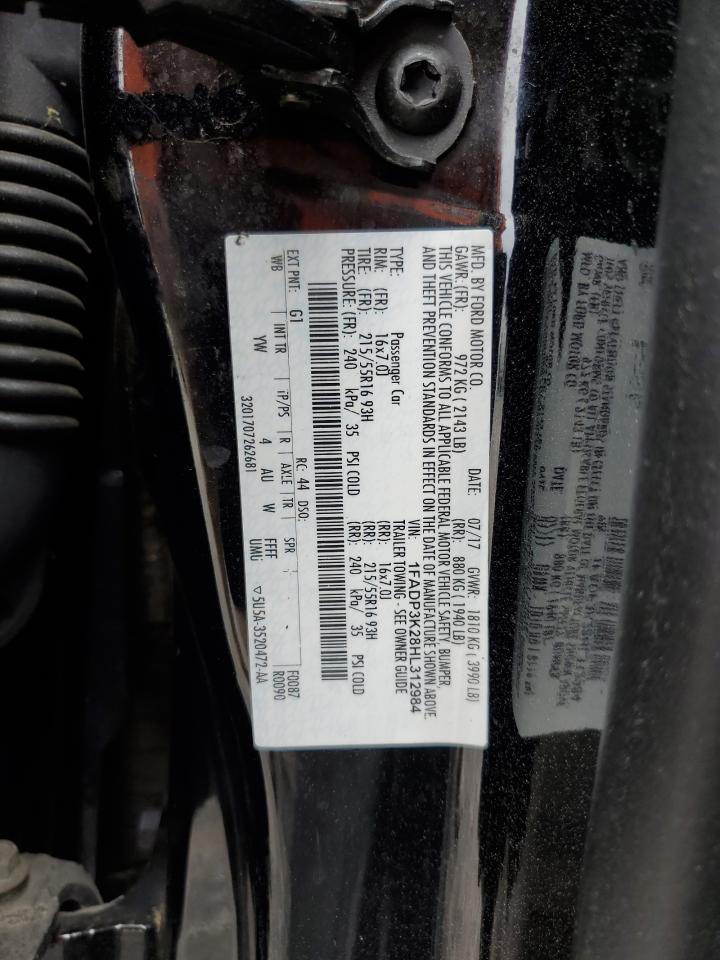 MFD. BY FORD MOTOR CO.
DATE: 07/17 GVWR: 1810 KG ( 3990 LB)
GAWR: (FR): 972 KG ( 2143 LB) (RR): 880 KG ( 1940 LB)
THIS VEHICLE CONFORMS TO ALL APPLICABLE FEDERAL MOTOR VEHICLE SAFETY, BUMPER,
AND THEFT PREVENTION STANDARDS IN EFFECT ON THE DATE OF MANUFACTURE SHOWN ABOVE.
VIN: 1FADP3K28HL312984
TYPE: Passenger Car TRAILER TOWING - SEE OWNER GUIDE
RIM: (FR): 16x7.0J (RR): 16x7.0J
TIRE: (FR): 215/55R16 93H (RR): 215/55R16 93H
PRESSURE: (FR): 240 kPa/ 35 PSI COLD (RR): 240 kPa/ 35 PSI COLD
F0087
EXT PNT: G1 RC: 44 DSO: R0090
WB INT TR iP/PS R AXLE TR SPR
YW 4 AU W FFFF
UMU
3201707262681 ▽5U5A-3520472-AA